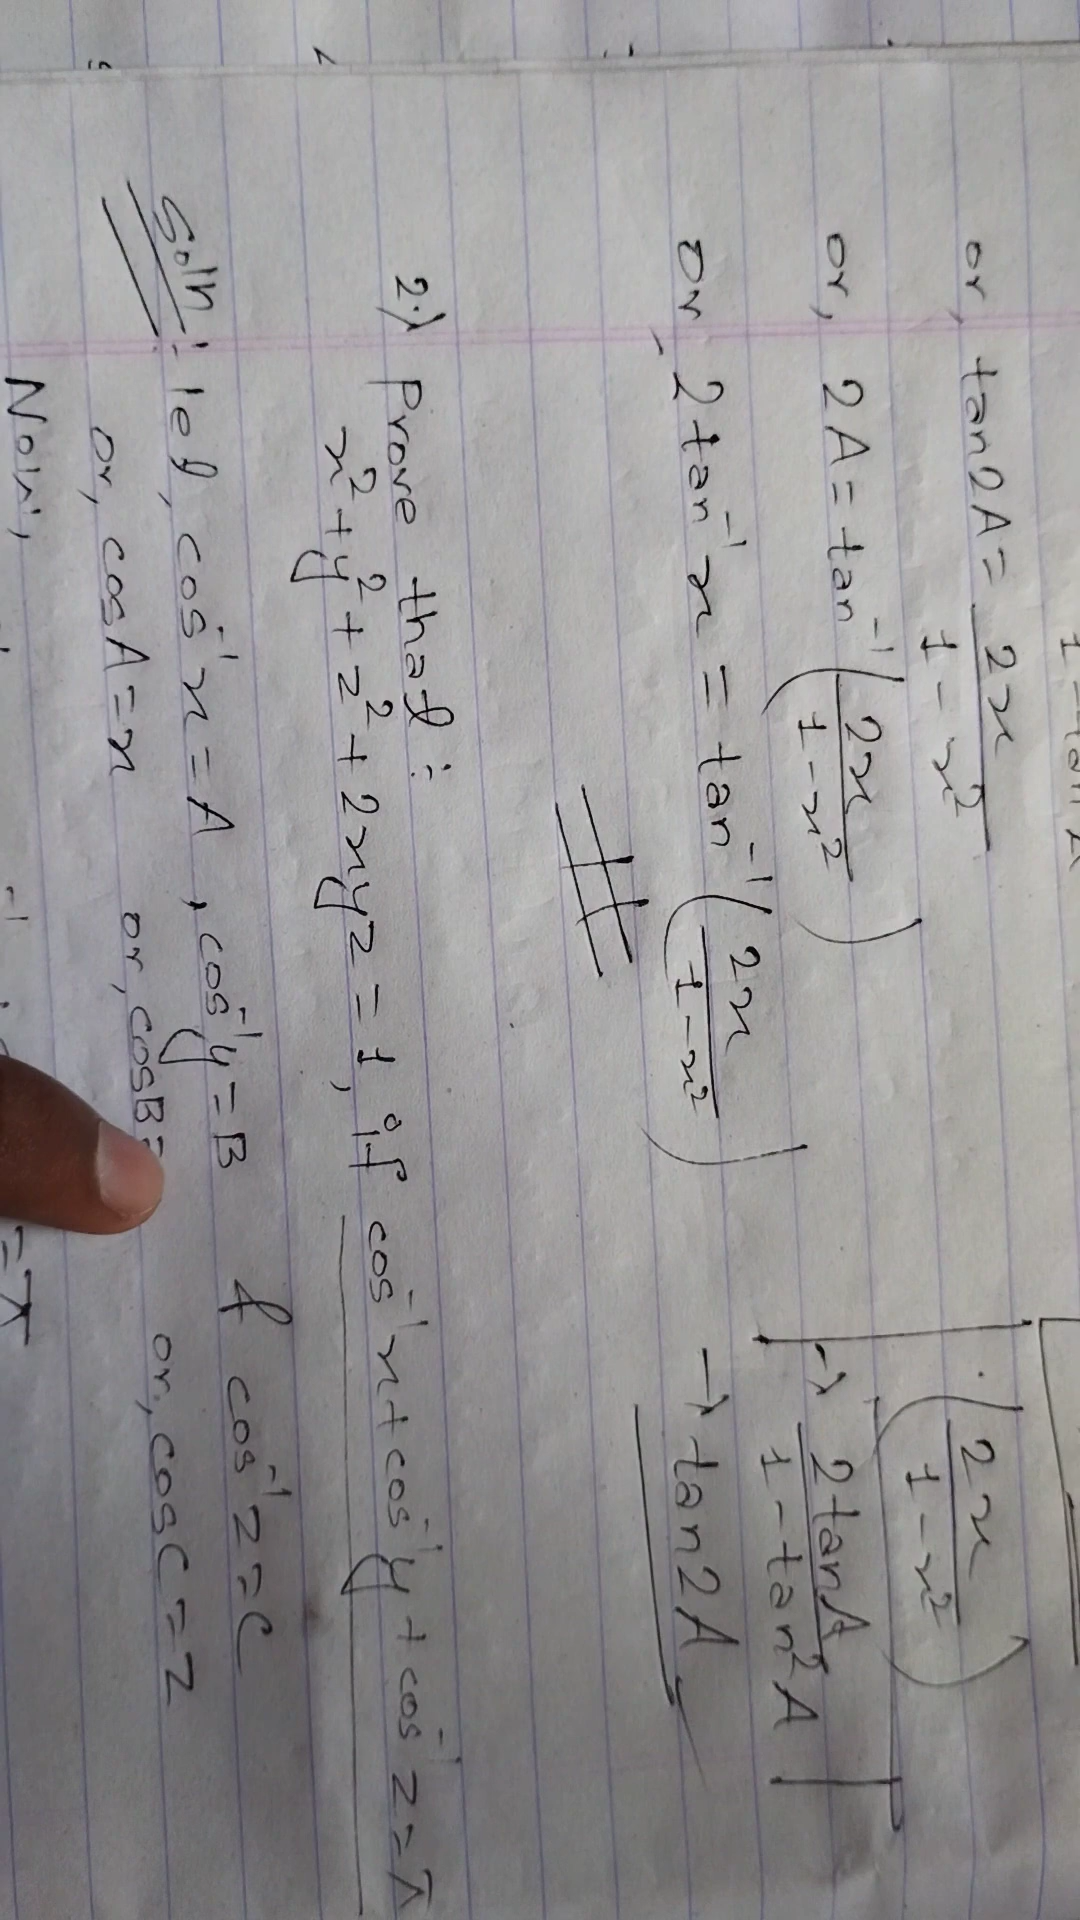 or, tan2A = 2x / 1 - x²
(2x / 1 - x²)
or, 2A = tan⁻¹(2x / 1 - x²)
→ 2tanA / 1 - tan²A
or, 2tan⁻¹x = tan⁻¹(2x / 1 - x²)
→ tan2A
2.) Prove that:
x² + y² + z² + 2xyz = 1, if cos⁻¹x + cos⁻¹y + cos⁻¹z = π
Soln: let, cos⁻¹x = A, cos⁻¹y = B & cos⁻¹z = C
or, cosA = x or, cosB = or, cosC = z
Now,
= π